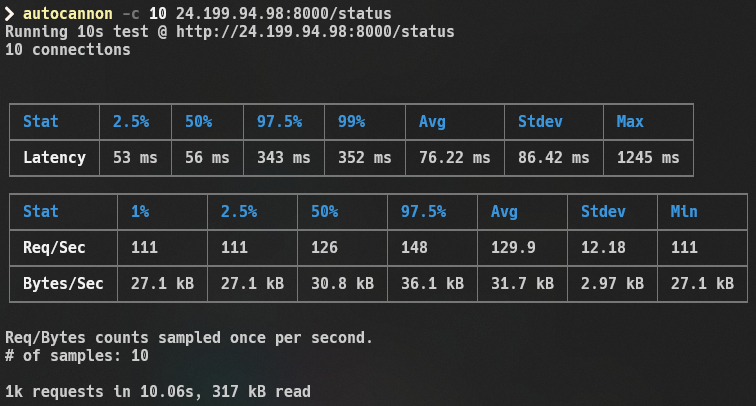 ❯ autocannon -c 10 24.199.94.98:8000/status
Running 10s test @ http://24.199.94.98:8000/status
10 connections
Stat 2.5% 50% 97.5% 99% Avg Stdev Max
Latency 53 ms 56 ms 343 ms 352 ms 76.22 ms 86.42 ms 1245 ms
Stat 1% 2.5% 50% 97.5% Avg Stdev Min
Req/Sec 111 111 126 148 129.9 12.18 111
Bytes/Sec 27.1 kB 27.1 kB 30.8 kB 36.1 kB 31.7 kB 2.97 kB 27.1 kB
Req/Bytes counts sampled once per second.
# of samples: 10
1k requests in 10.06s, 317 kB read